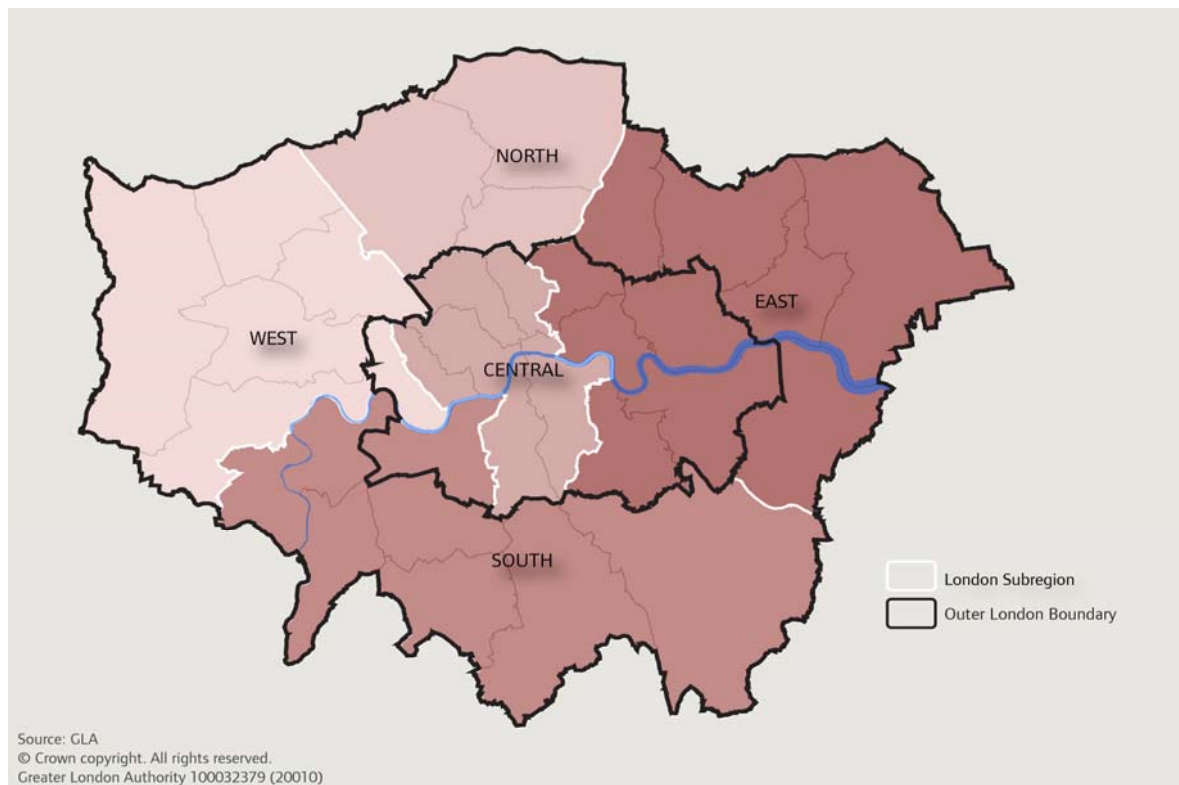 NORTH
EAST
WEST
CENTRAL
SOUTH
London Subregion
Outer London Boundary
Source: GLA
© Crown copyright. All rights reserved.
Greater London Authority 100032379 (20010)